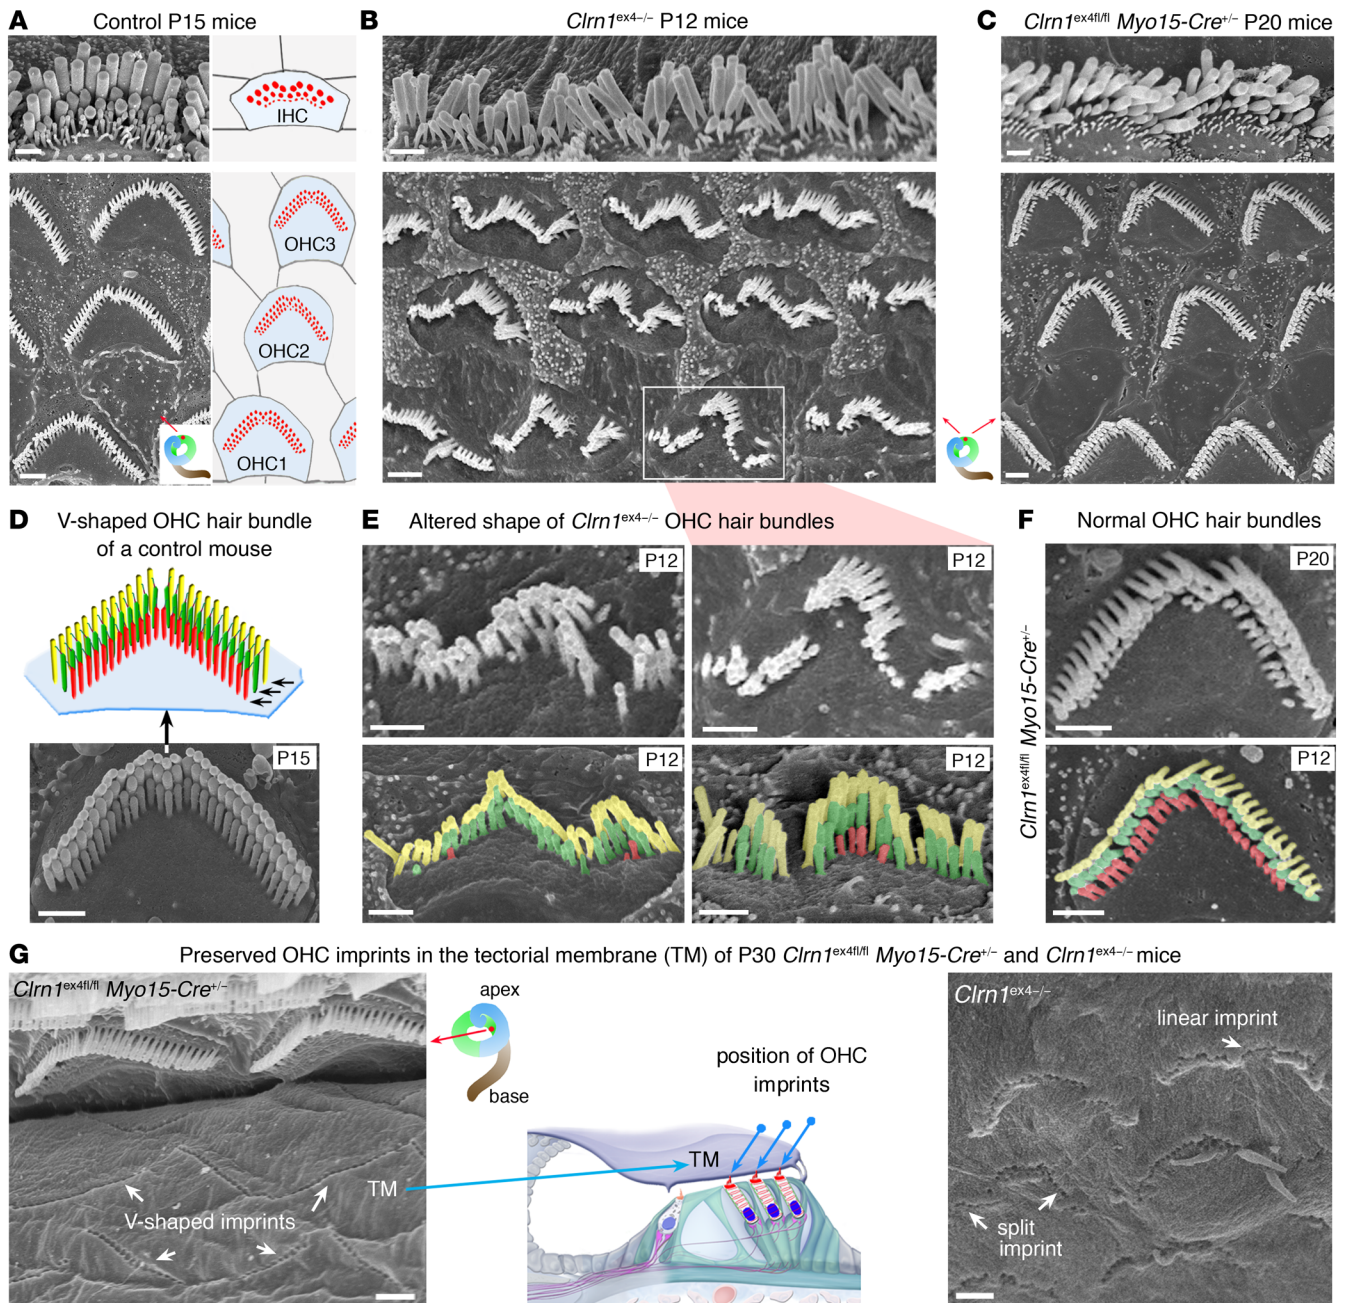 A Control P15 mice
B Clrn1ex4–/– P12 mice
C Clrn1ex4fl/fl Myo15-Cre+/– P20 mice
IHC
OHC3
OHC2
OHC1
D V-shaped OHC hair bundle
of a control mouse
P15
E Altered shape of Clrn1ex4–/– OHC hair bundles
P12
P12
P12
P12
F Normal OHC hair bundles
Clrn1ex4fl/fl Myo15-Cre+/–
P20
P12
G Preserved OHC imprints in the tectorial membrane (TM) of P30 Clrn1ex4fl/fl Myo15-Cre+/– and Clrn1ex4–/– mice
Clrn1ex4fl/fl Myo15-Cre+/–
V-shaped imprints
TM
apex
base
position of OHC
imprints
TM
Clrn1ex4–/–
linear imprint
split
imprint